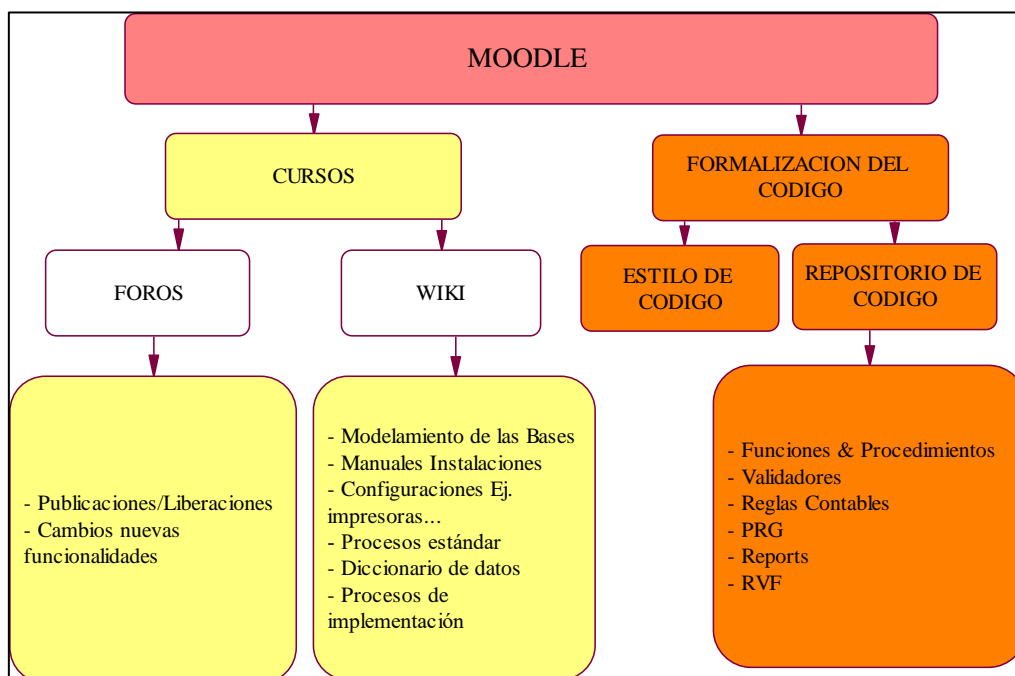 MOODLE
CURSOS
FORMALIZACION DEL
CODIGO
FOROS
WIKI
ESTILO DE
CODIGO
REPOSITORIO DE
CODIGO
- Publicaciones/Liberaciones
- Cambios nuevas
funcionalidades
- Modelamiento de las Bases
- Manuales Instalaciones
- Configuraciones Ej.
impresoras...
- Procesos estándar
- Diccionario de datos
- Procesos de
implementación
- Funciones & Procedimientos
- Validadores
- Reglas Contables
- PRG
- Reports
- RVF